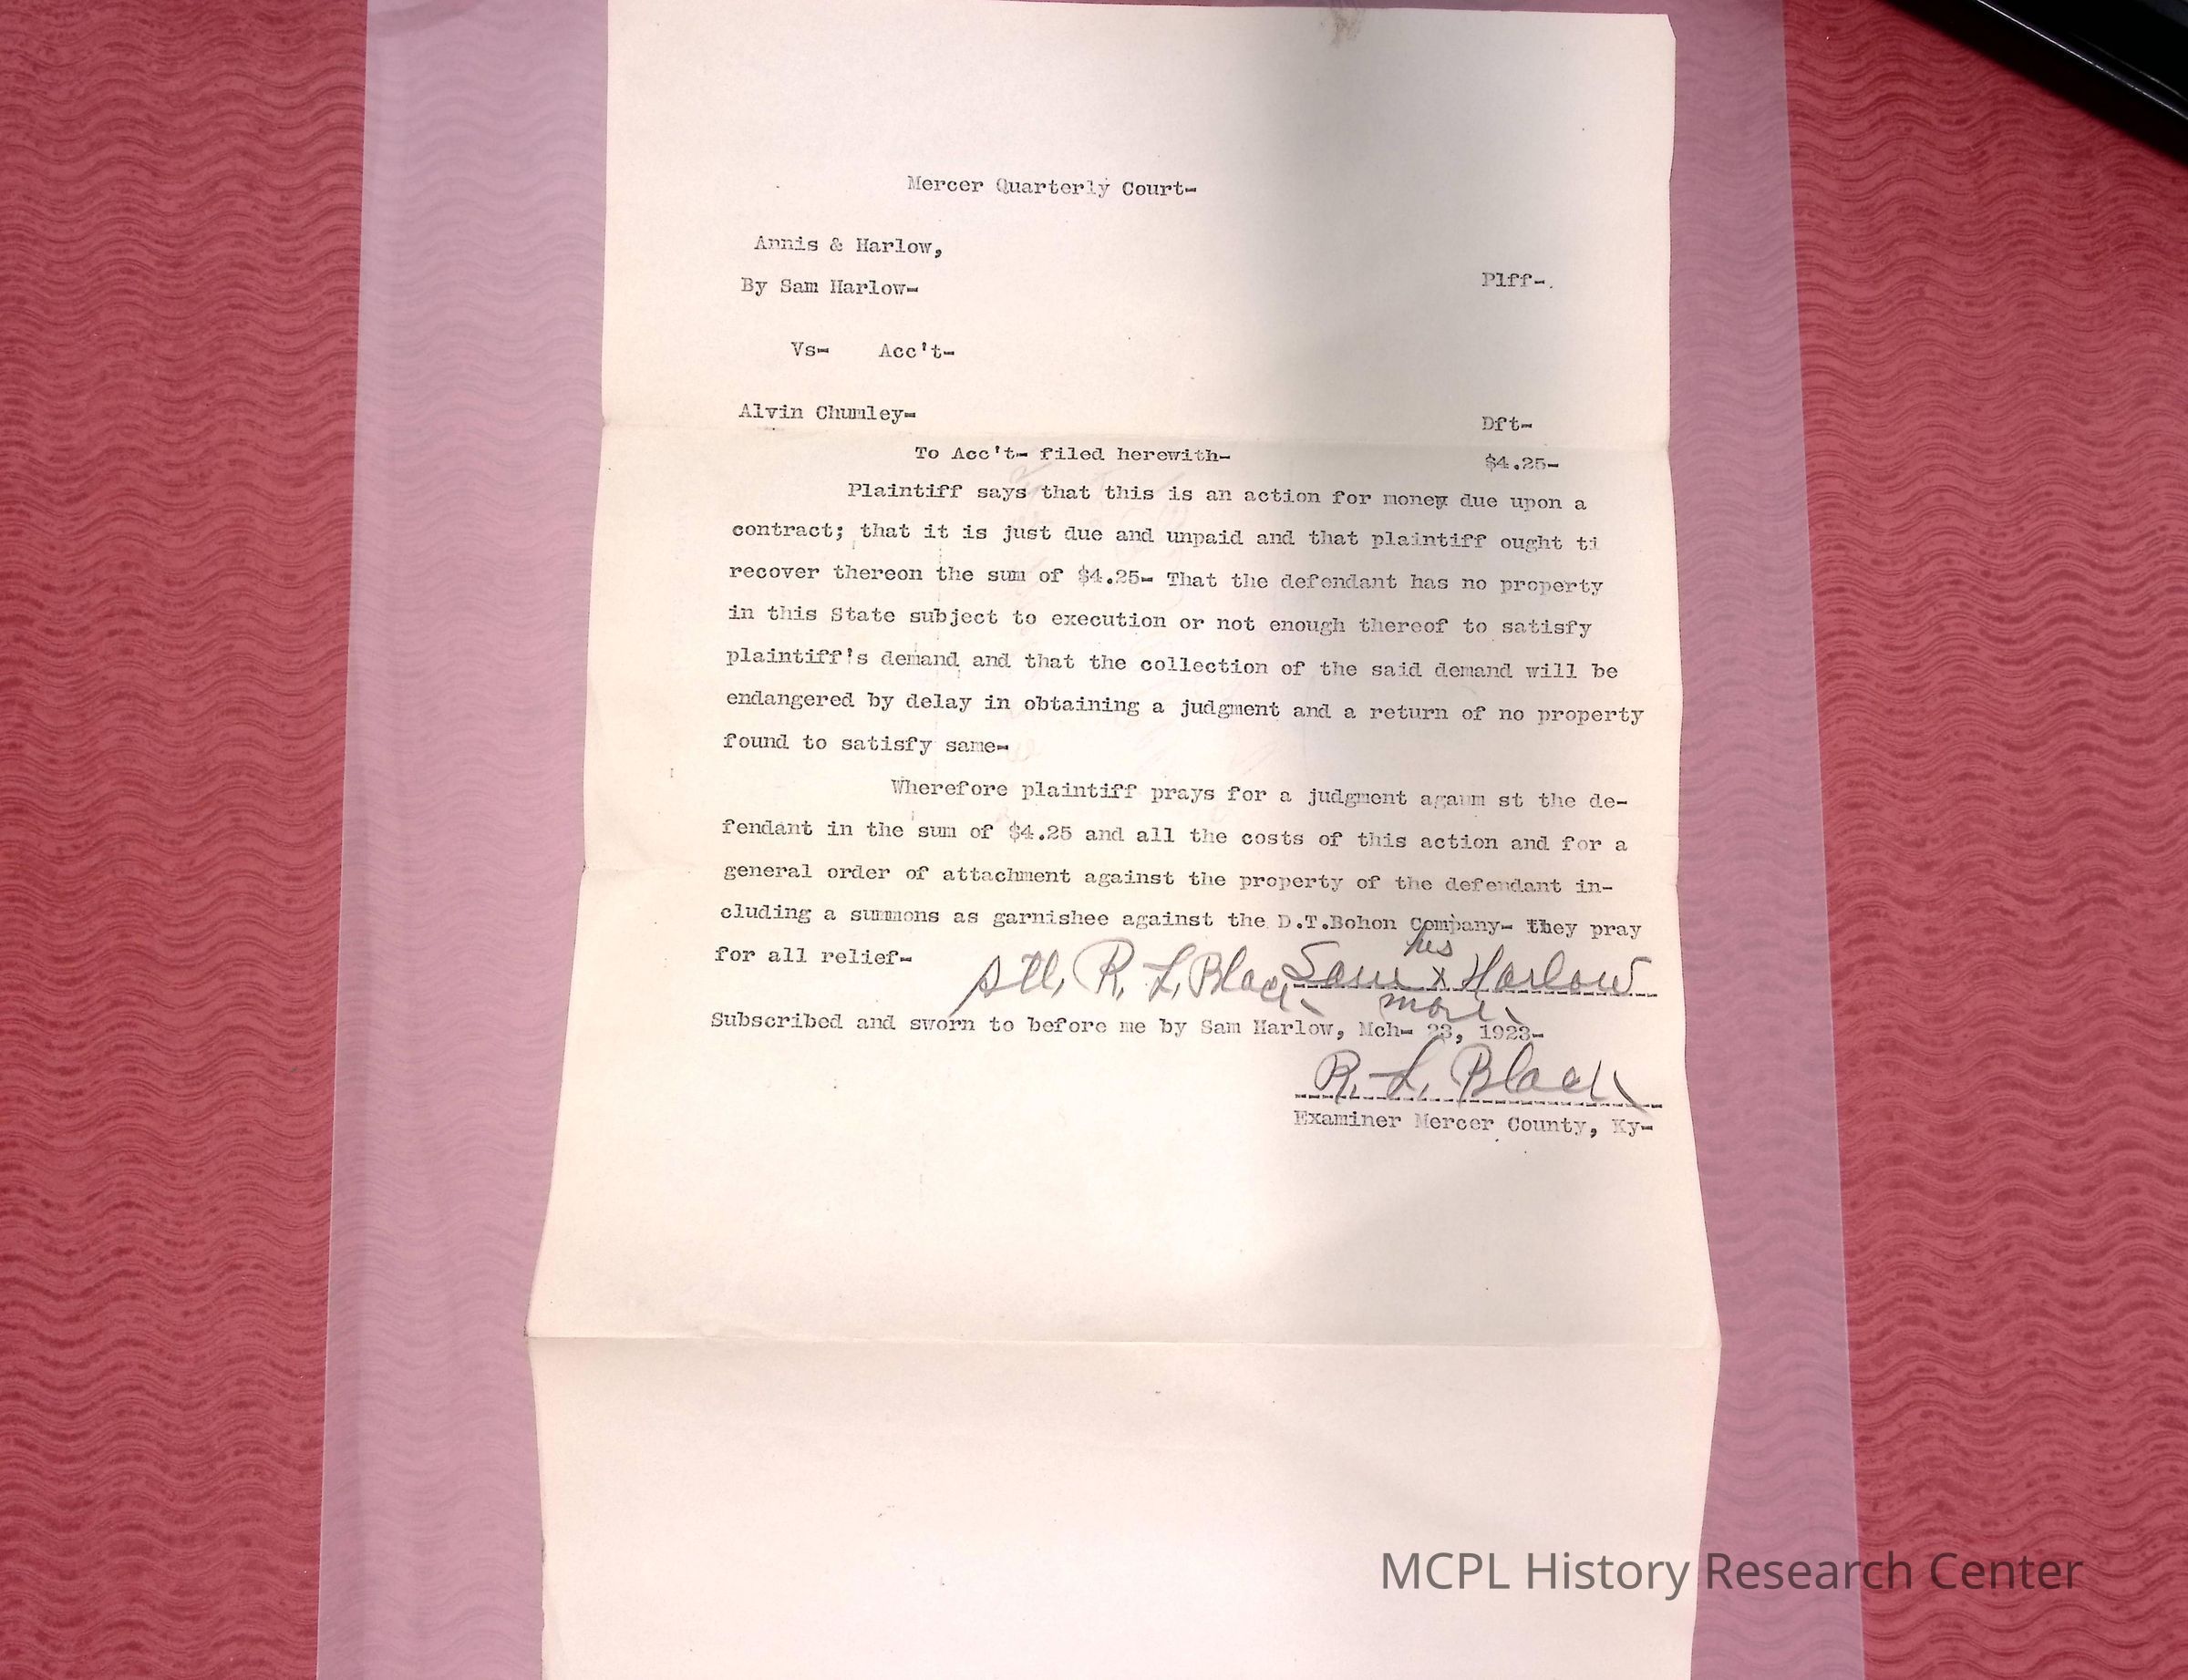 Mercer Quarterly Court-
Annis & Harlow,
By Sam Harlow-
Plff-.
Vs- Acc't-
Alvin Chumley-
Dft-
To Acc't- filed herewith- $4.25-
Plaintiff says that this is an action for money due upon a
contract; that it is just due and unpaid and that plaintiff ought ti
recover thereon the sum of $4.25- That the defendant has no property
in this State subject to execution or not enough thereof to satisfy
plaintiff's demand and that the collection of the said demand will be
endangered by delay in obtaining a judgment and a return of no property
found to satisfy same-
Wherefore plaintiff prays for a judgment agaum st the de-
fendant in the sum of $4.25 and all the costs of this action and for a
general order of attachment against the property of the defendant in-
cluding a summons as garnishee against the D.T.Bohon Company- they pray
for all relief-
his
R. L. Black Sam x Harlow
mark
Subscribed and sworn to before me by Sam Harlow, Mch- 23, 1923-
R. L. Black
Examiner Mercer County, Ky-
MCPL History Research Center